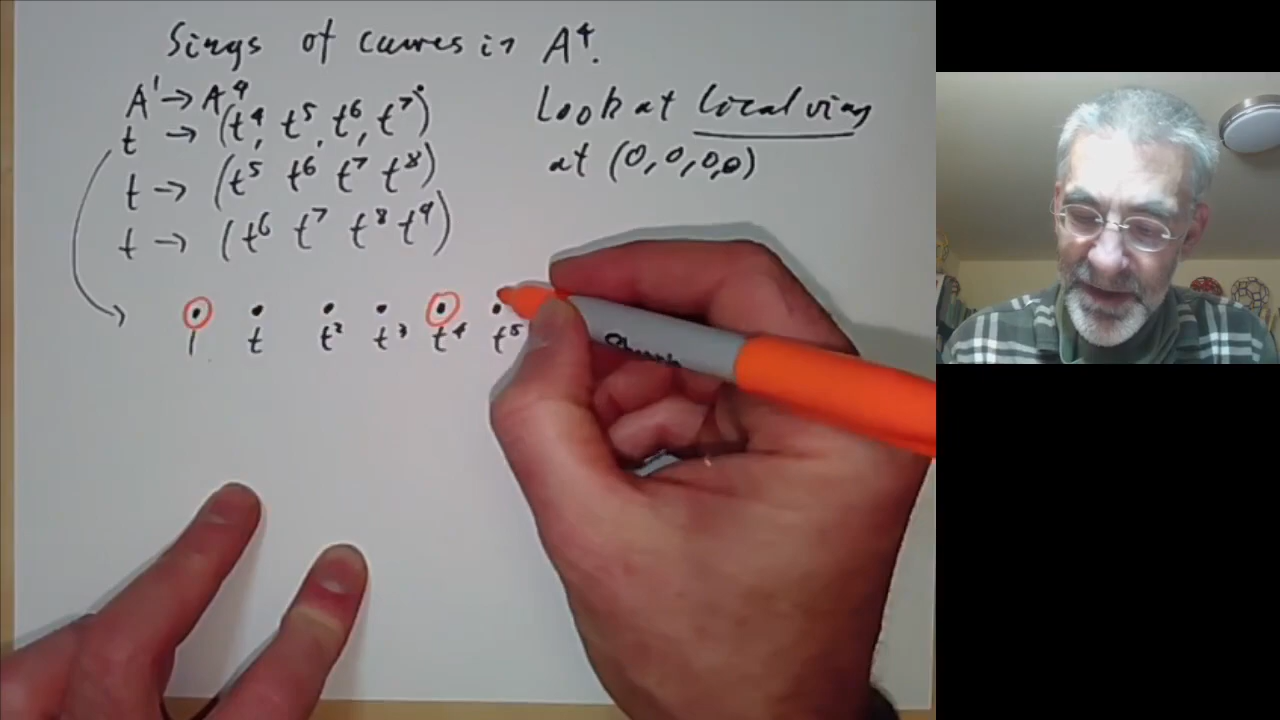 Sings of curves in A⁴.
A¹ → A⁴
t → (t⁴, t⁵, t⁶, t⁷)
t → (t⁵ t⁶ t⁷ t⁸)
t → (t⁶ t⁷ t⁸ t⁹)
Look at local ring
at (0,0,0,0)
1 t t² t³ t⁴ t⁵